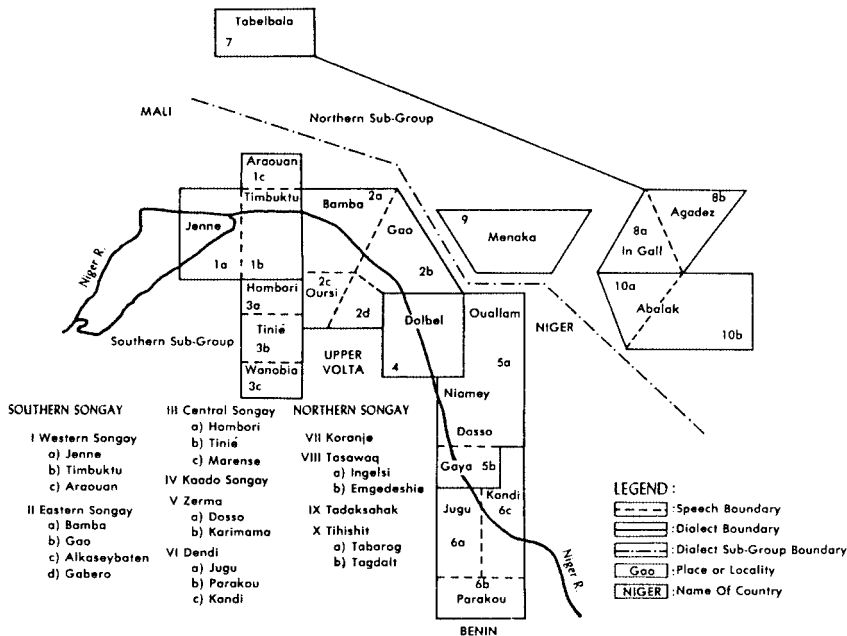 Tabelbala
7
MALI
Northern Sub-Group
Araouan
1c
Timbuktu
Bamba
2a
8b
Jenne
Gao
9
Menaka
8a
In Gall
Agadez
1a
1b
2c
Oursi
2b
10a
Abalak
10b
Niger R.
Hombori
3a
2d
Dolbel
4
Ouallam
5a
NIGER
Southern Sub-Group
Tinié
3b
UPPER
VOLTA
Wanobia
3c
Niamey
Dosso
Gaya 5b
Kandi
6c
Jugu
6a
6b
Parakou
Niger R.
BENIN
SOUTHERN SONGAY
I Western Songay
a) Jenne
b) Timbuktu
c) Araouan
II Eastern Songay
a) Bamba
b) Gao
c) Alkaseybaten
d) Gabero
III Central Songay
a) Hombori
b) Tinié
c) Marense
IV Kaado Songay
V Zerma
a) Dosso
b) Karimama
VI Dendi
a) Jugu
b) Parakou
c) Kandi
NORTHERN SONGAY
VII Koranje
VIII Tasawaq
a) Ingelsi
b) Emgedeshie
IX Tadaksahak
X Tihishit
a) Tabarog
b) Tagdalt
LEGEND :
:Speech Boundary
:Dialect Boundary
:Dialect Sub-Group Boundary
Gao :Place or Locality
NIGER :Name Of Country